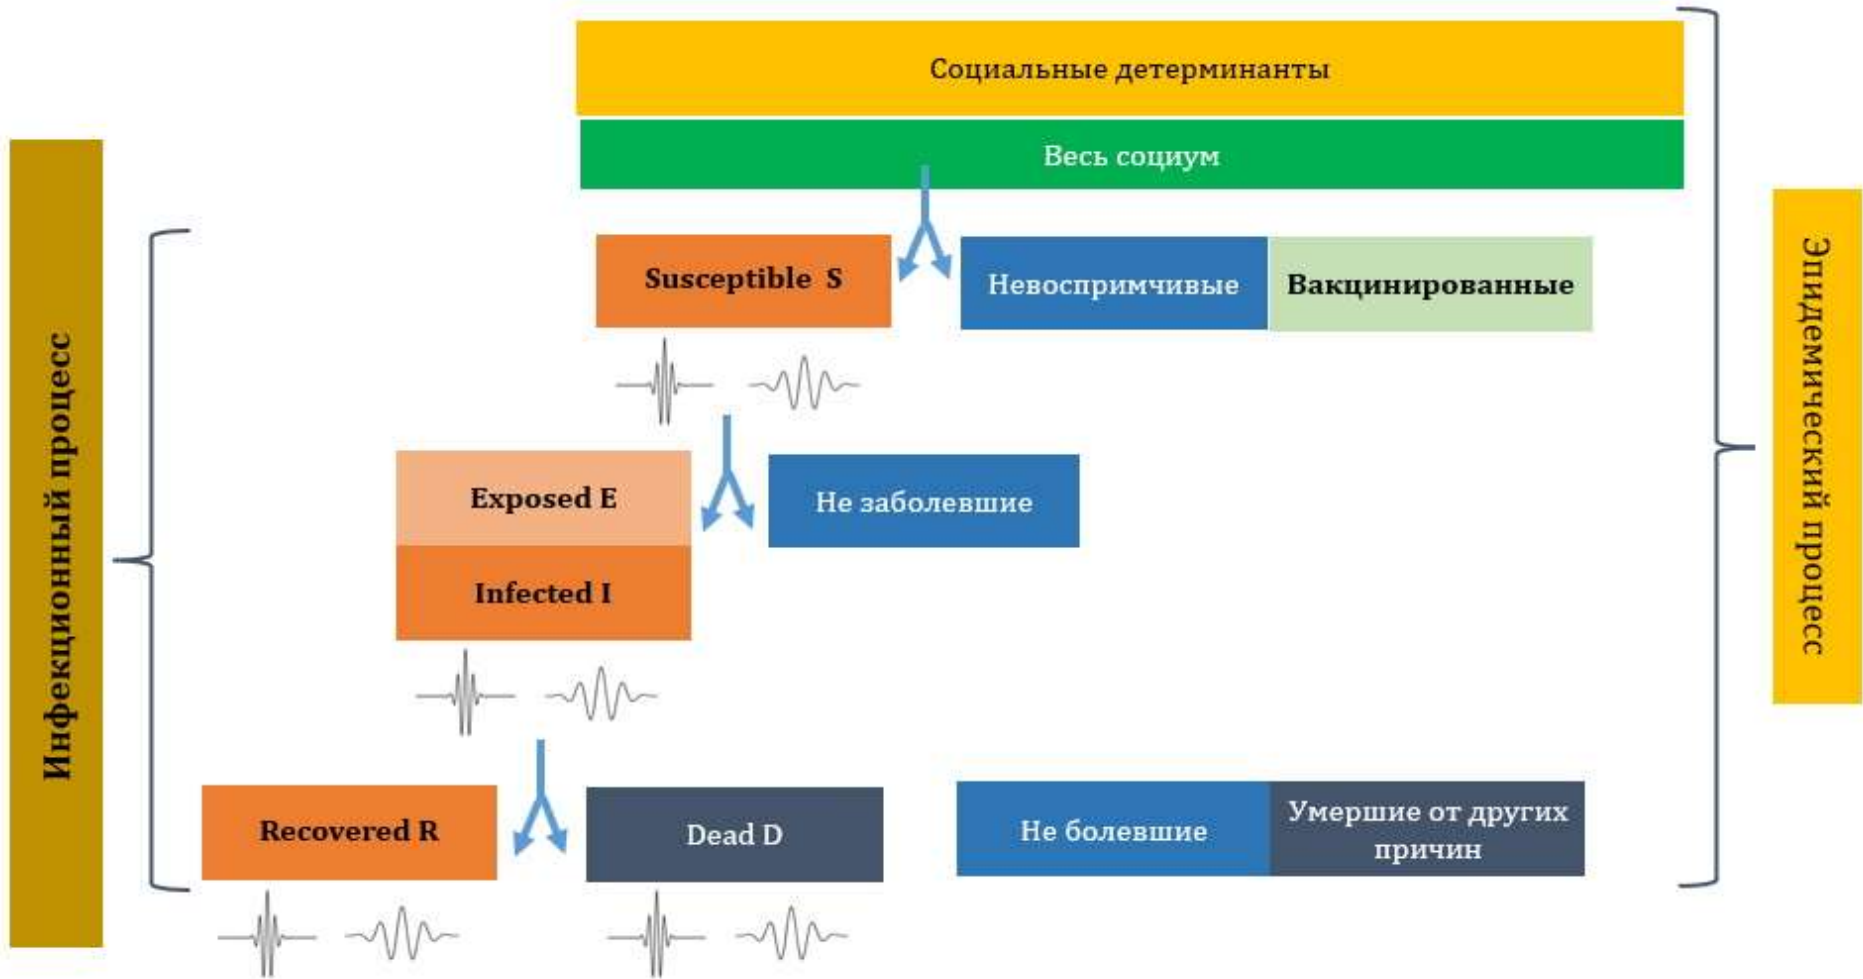 Социальные детерминанты
Весь социум
Susceptible S
Невоспримчивые
Вакцинированные
Exposed E
Не заболевшие
Infected I
Recovered R
Dead D
Не болевшие
Умершие от других
причин
Инфекционный процесс
Эпидемический процесс